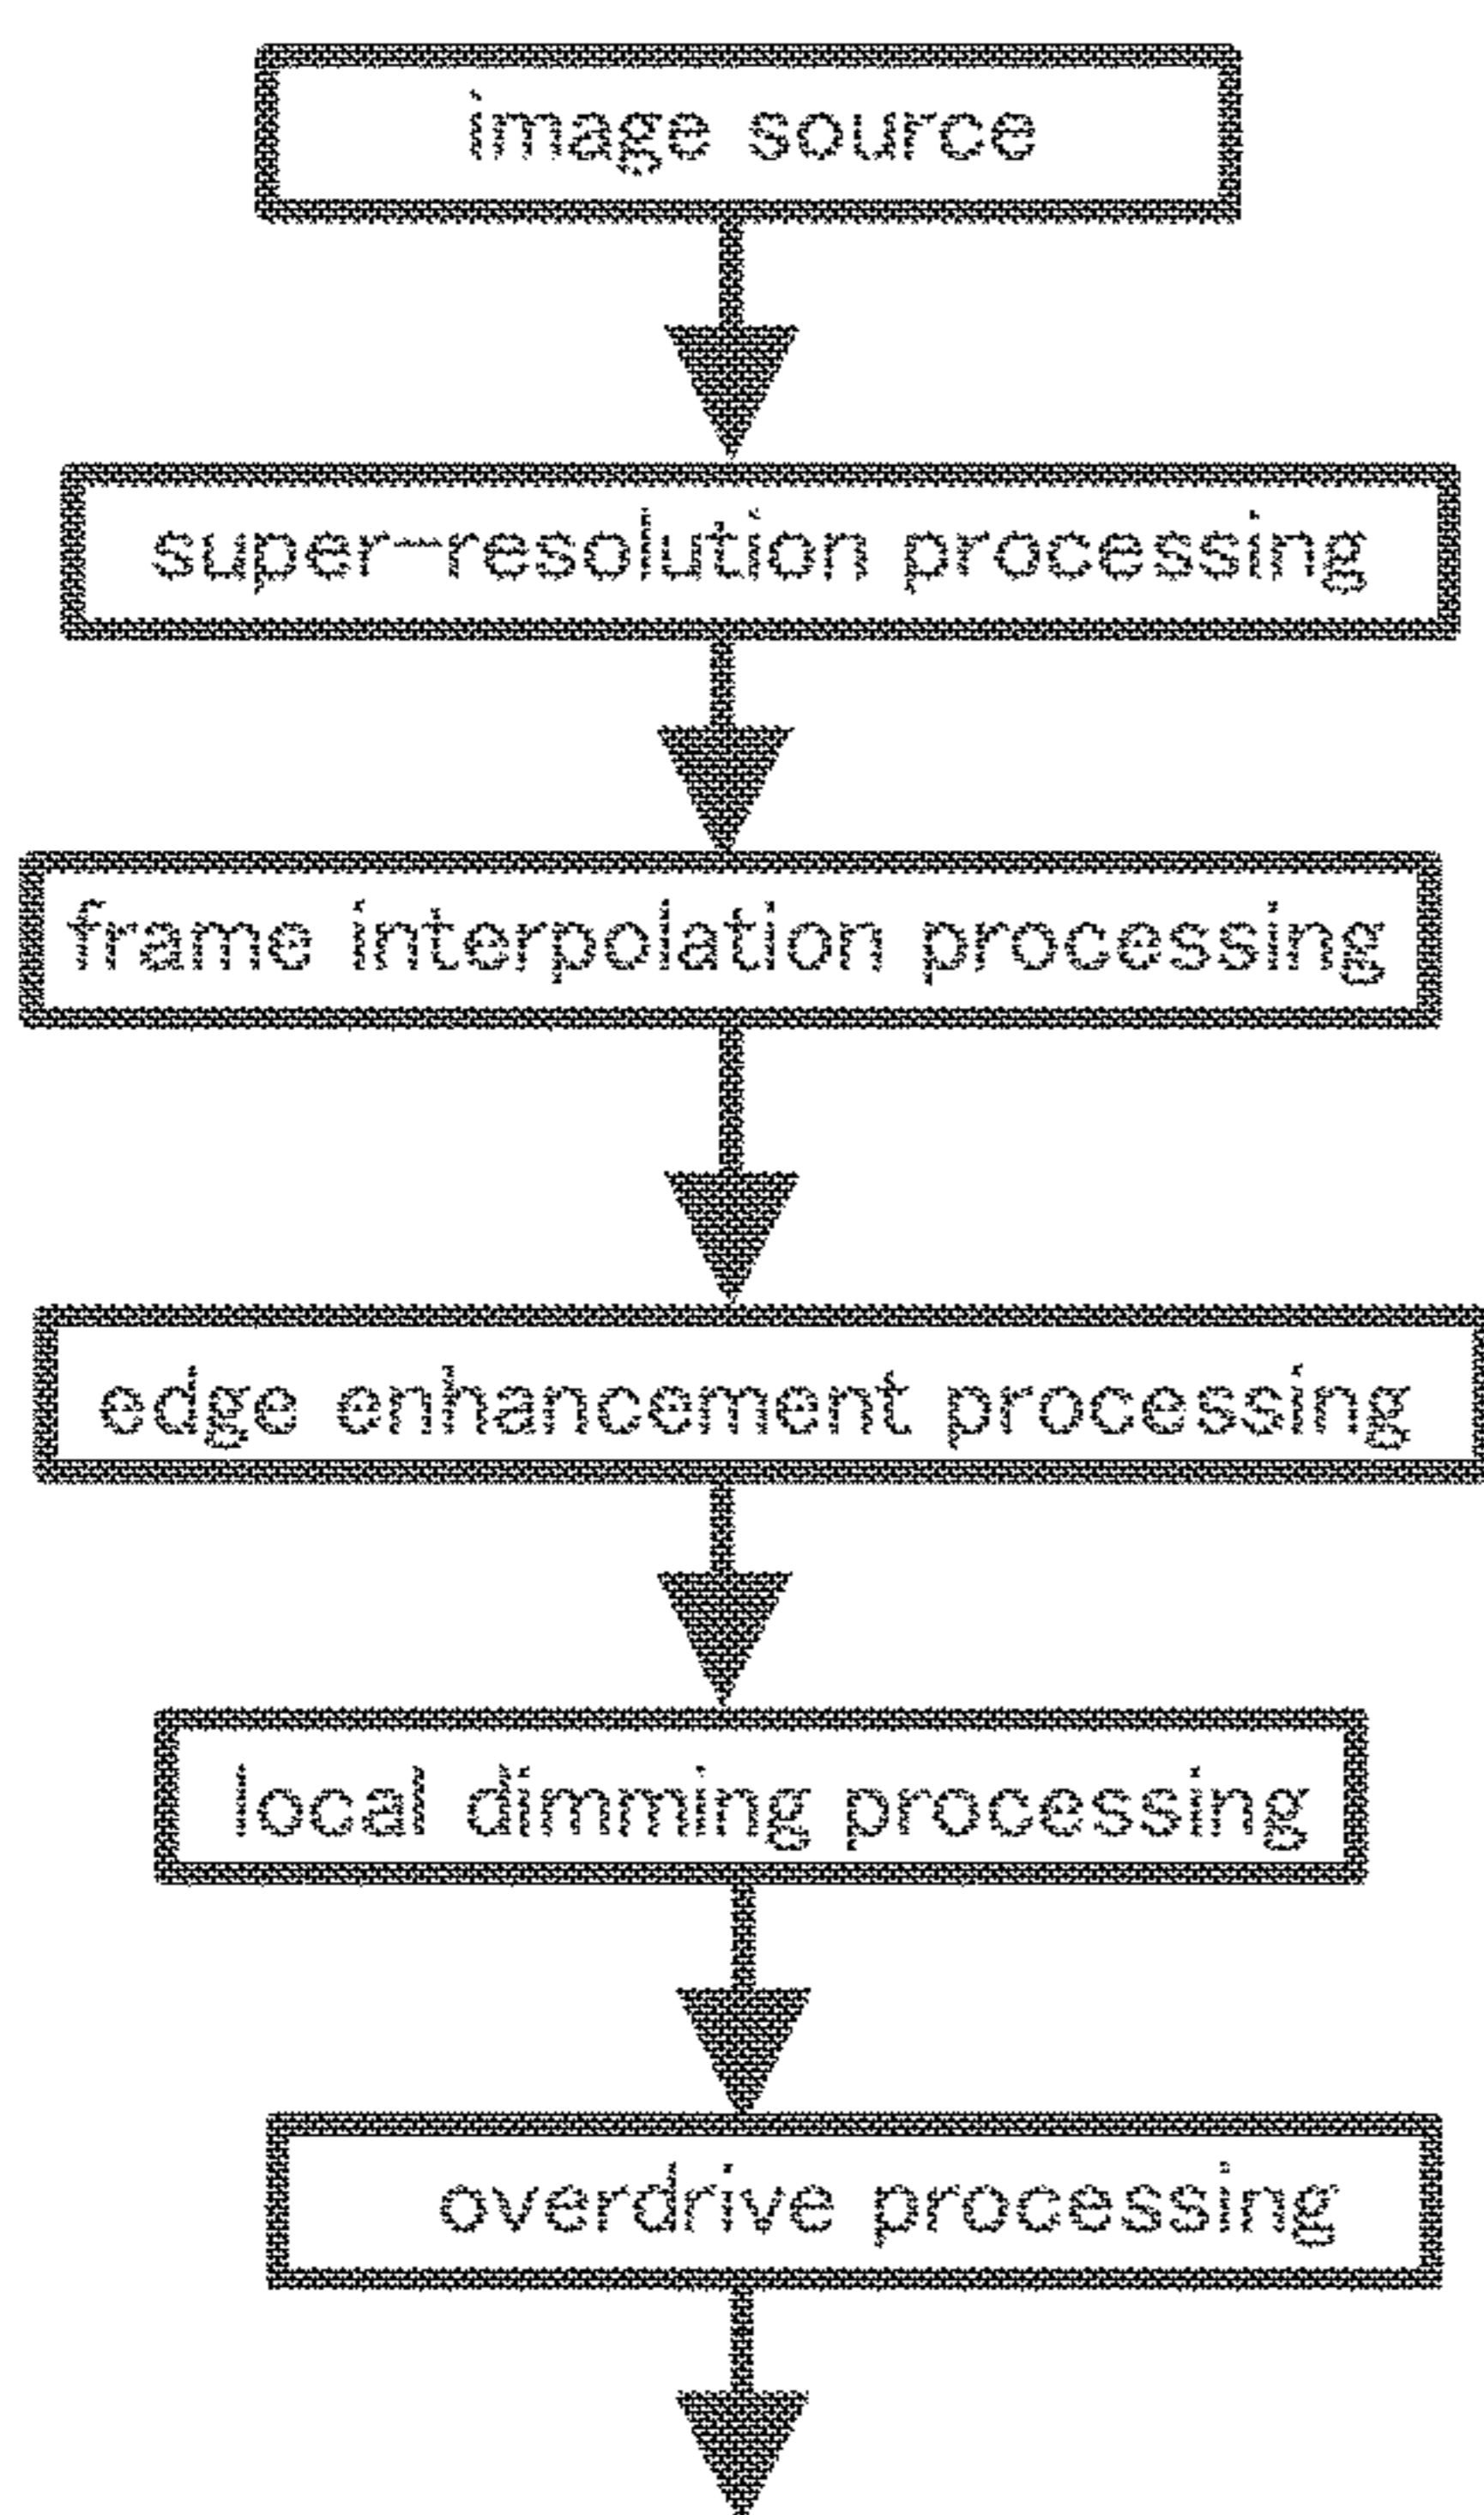 image source
super-resolution processing
frame interpolation processing
edge enhancement processing
local dimming processing
overdrive processing